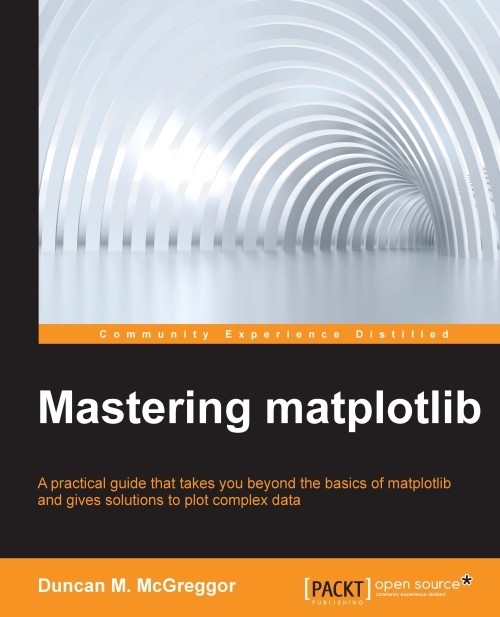 Community Experience Distilled
Mastering matplotlib
A practical guide that takes you beyond the basics of matplotlib
and gives solutions to plot complex data
Duncan M. McGreggor
[PACKT] open source*
PUBLISHING community experience distilled